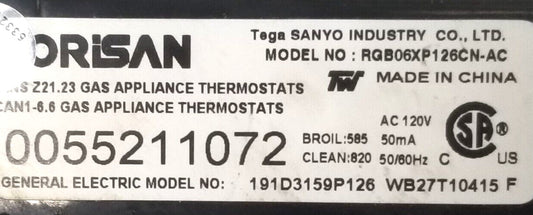 ORiSAN
Tega SANYO INDUSTRY CO., LTD.
MODEL NO : RGB06XP126CN-AC
Z21.23 GAS APPLIANCE THERMOSTATS
TW MADE IN CHINA
CAN1-6.6 GAS APPLIANCE THERMOSTATS
0055211072
BROIL:585
CLEAN:820
AC 120V
50mA
50/60Hz
C SA US
GENERAL ELECTRIC MODEL NO: 191D3159P126 WB27T10415 F